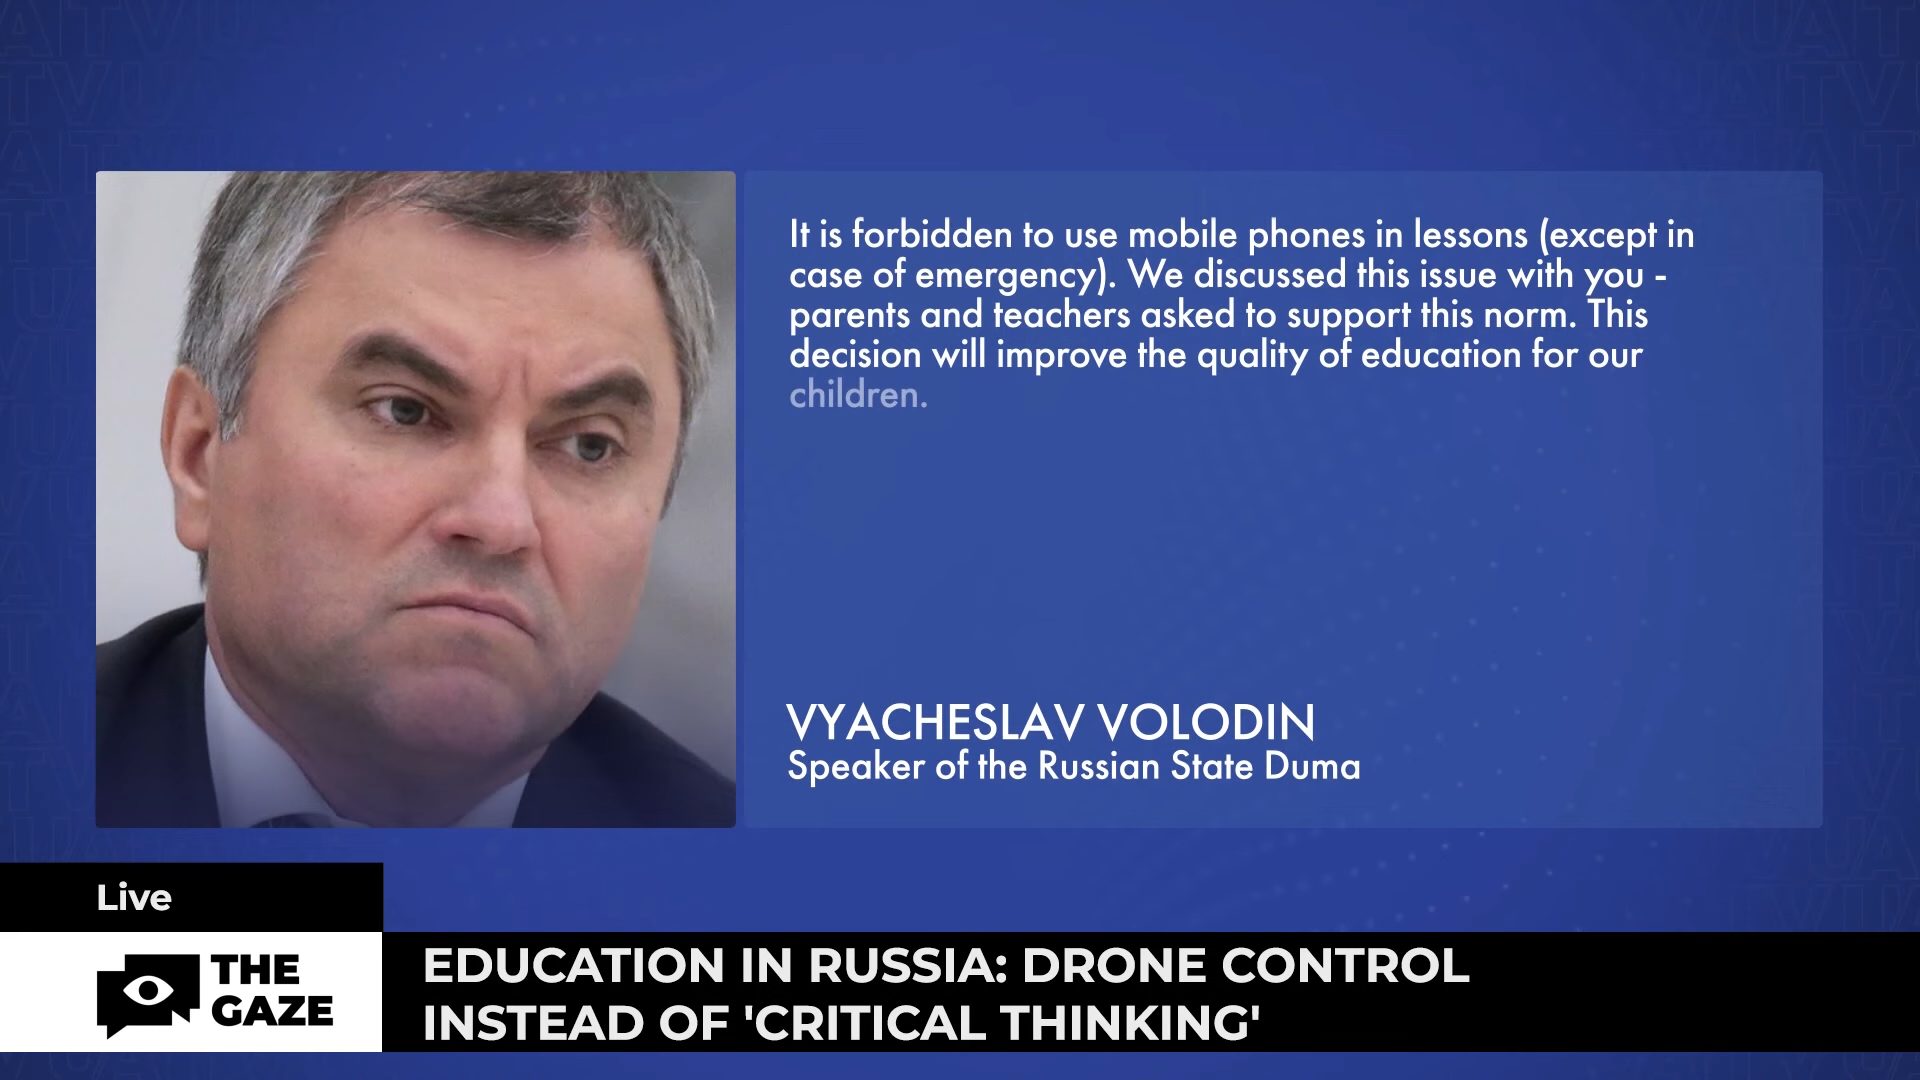 It is forbidden to use mobile phones in lessons (except in
case of emergency). We discussed this issue with you -
parents and teachers asked to support this norm. This
decision will improve the quality of education for our
children.
VYACHESLAV VOLODIN
Speaker of the Russian State Duma
Live
THE
GAZE
EDUCATION IN RUSSIA: DRONE CONTROL
INSTEAD OF 'CRITICAL THINKING'